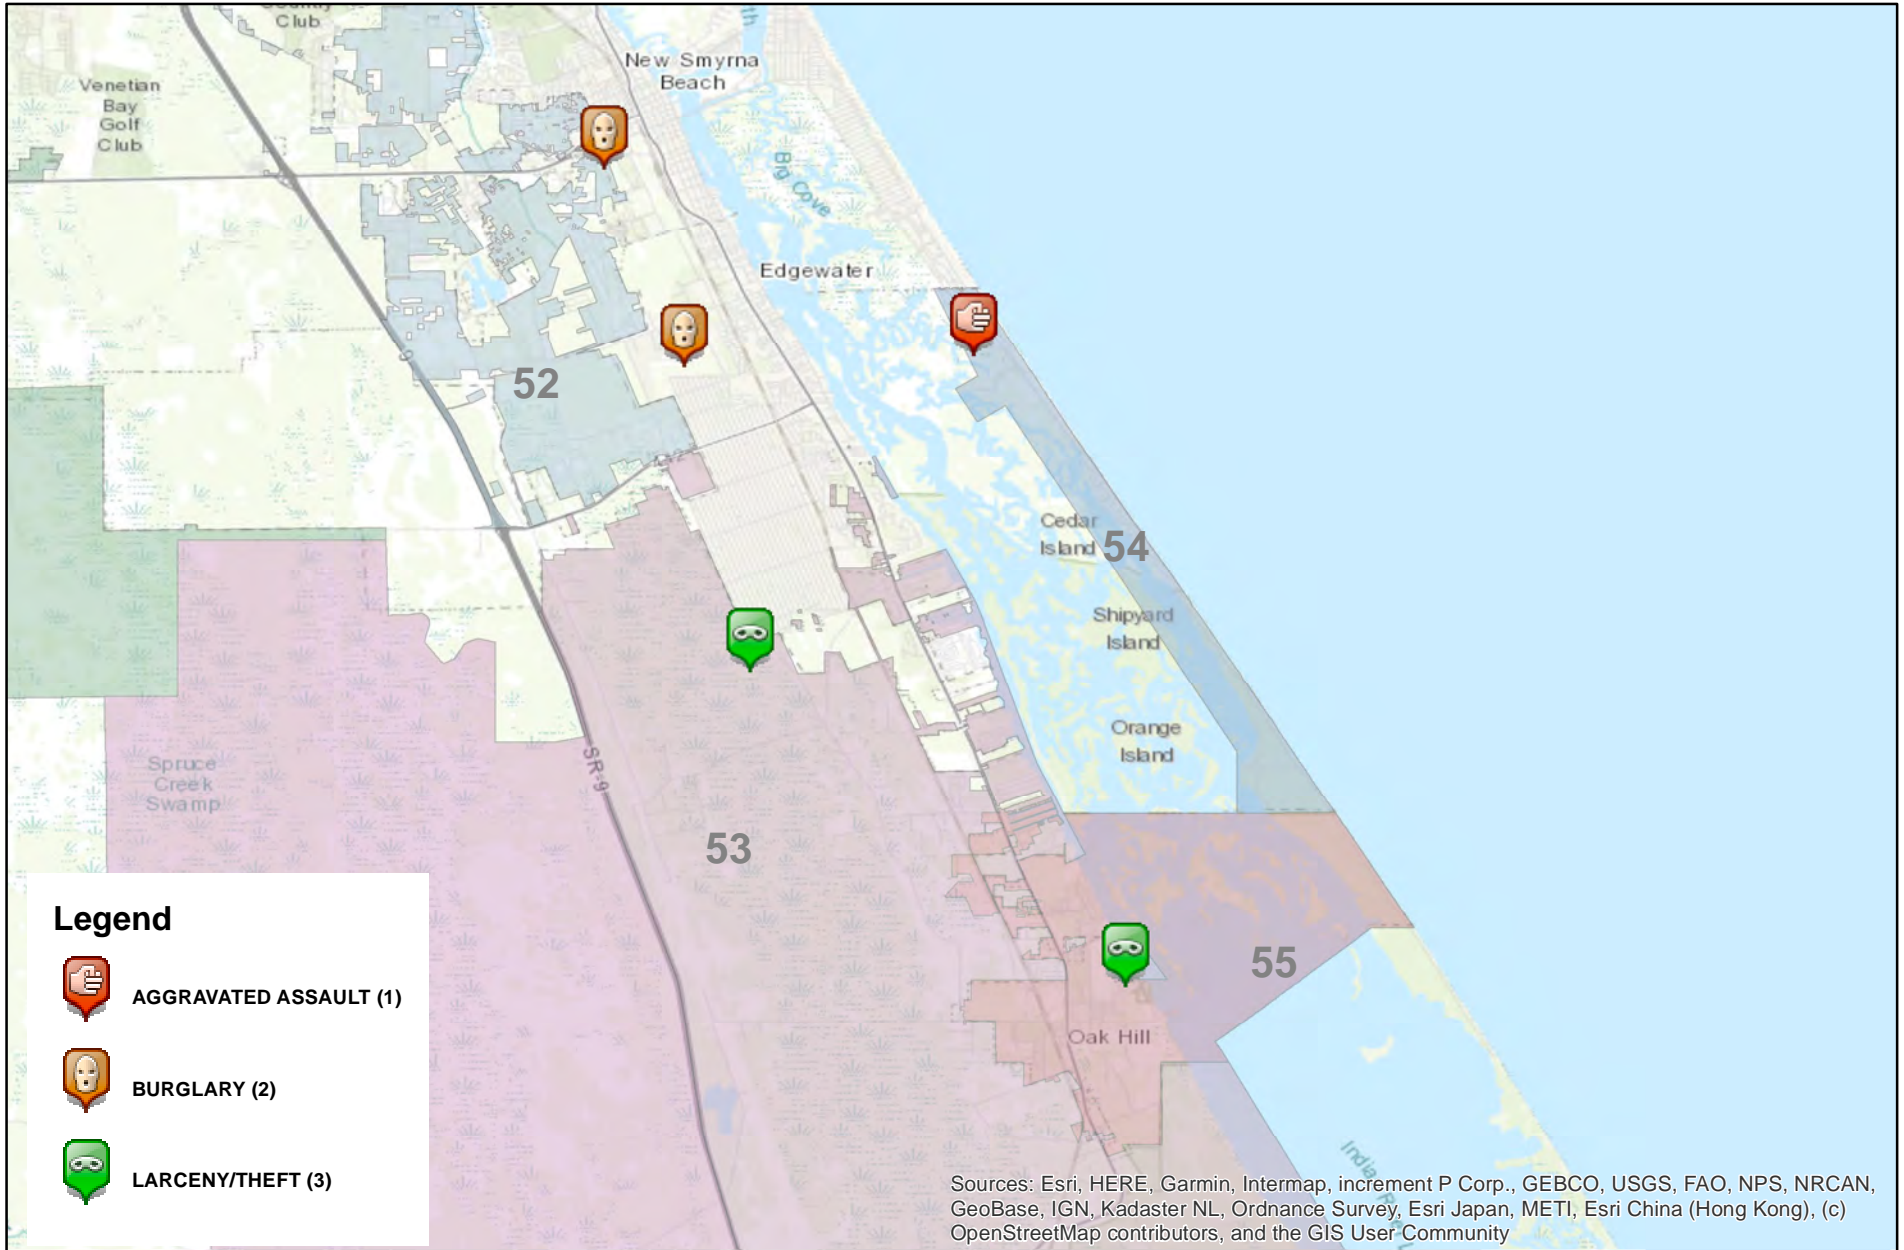 Club
New Smyrna
Beach
Venetian
Bay
Golf
Club
Big Cove
Edgewater
9
52
Cedar
Island
54
Shipyard
Island
Orange
Island
SR-9
Spruce
Creek
Swamp
53
55
Oak Hill
Legend
AGGRAVATED ASSAULT (1)
BURGLARY (2)
LARCENY/THEFT (3)
Sources: Esri, HERE, Garmin, Intermap, increment P Corp., GEBCO, USGS, FAO, NPS, NRCAN,
GeoBase, IGN, Kadaster NL, Ordnance Survey, Esri Japan, METI, Esri China (Hong Kong), (c)
OpenStreetMap contributors, and the GIS User Community